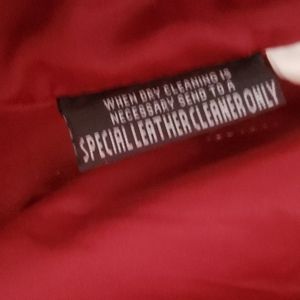 WHEN DRY CLEANING IS
NECESSARY SEND TO A
SPECIAL LEATHER CLEANER ONLY